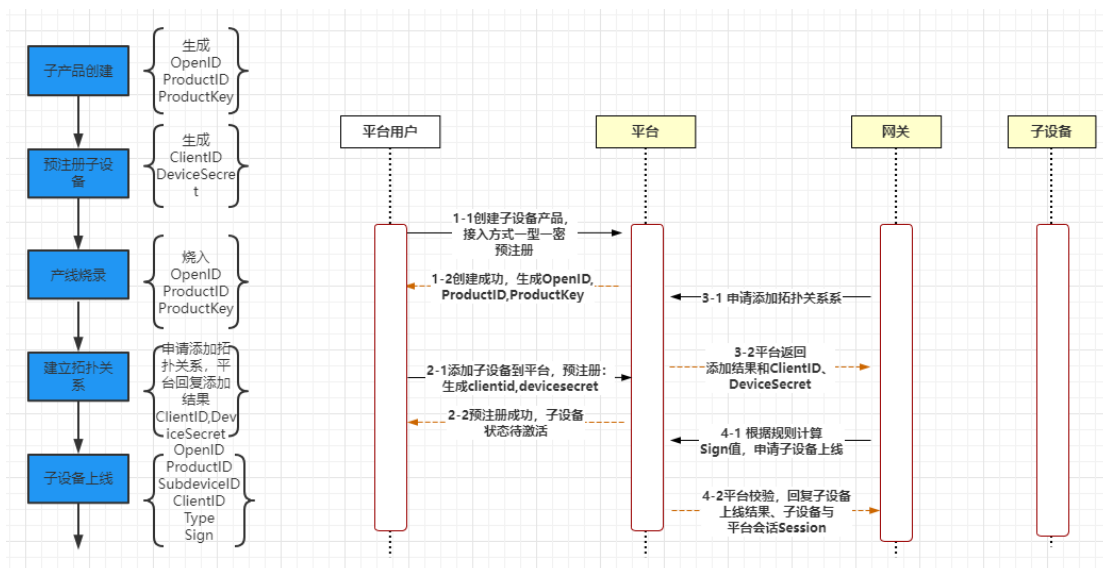 子产品创建
生成
OpenID
ProductID
ProductKey
预注册子设
备
生成
ClientID
DeviceSecre
t
产线烧录
烧入
OpenID
ProductID
ProductKey
建立拓扑关
系
申请添加拓
扑关系，平
台回复添加
结果
ClientID,Dev
iceSecret
子设备上线
OpenID
ProductID
SubdeviceID
ClientID
Type
Sign
平台用户
平台
网关
子设备
1-1创建子设备产品，
接入方式一型一密
预注册
1-2创建成功，生成OpenID,
ProductID,ProductKey
3-1 申请添加拓扑关系系
2-1添加子设备到平台，预注册：
生成clientid,devicesecret
3-2平台返回
添加结果和ClientID、
DeviceSecret
2-2预注册成功，子设备
状态待激活
4-1 根据规则计算
Sign值，申请子设备上线
4-2平台校验，回复子设备
上线结果、子设备与
平台会话Session